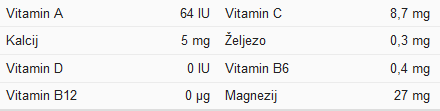 Vitamin A 64 IU Vitamin C 8,7 mg
Kalcij 5 mg Željezo 0,3 mg
Vitamin D 0 IU Vitamin B6 0,4 mg
Vitamin B12 0 µg Magnezij 27 mg